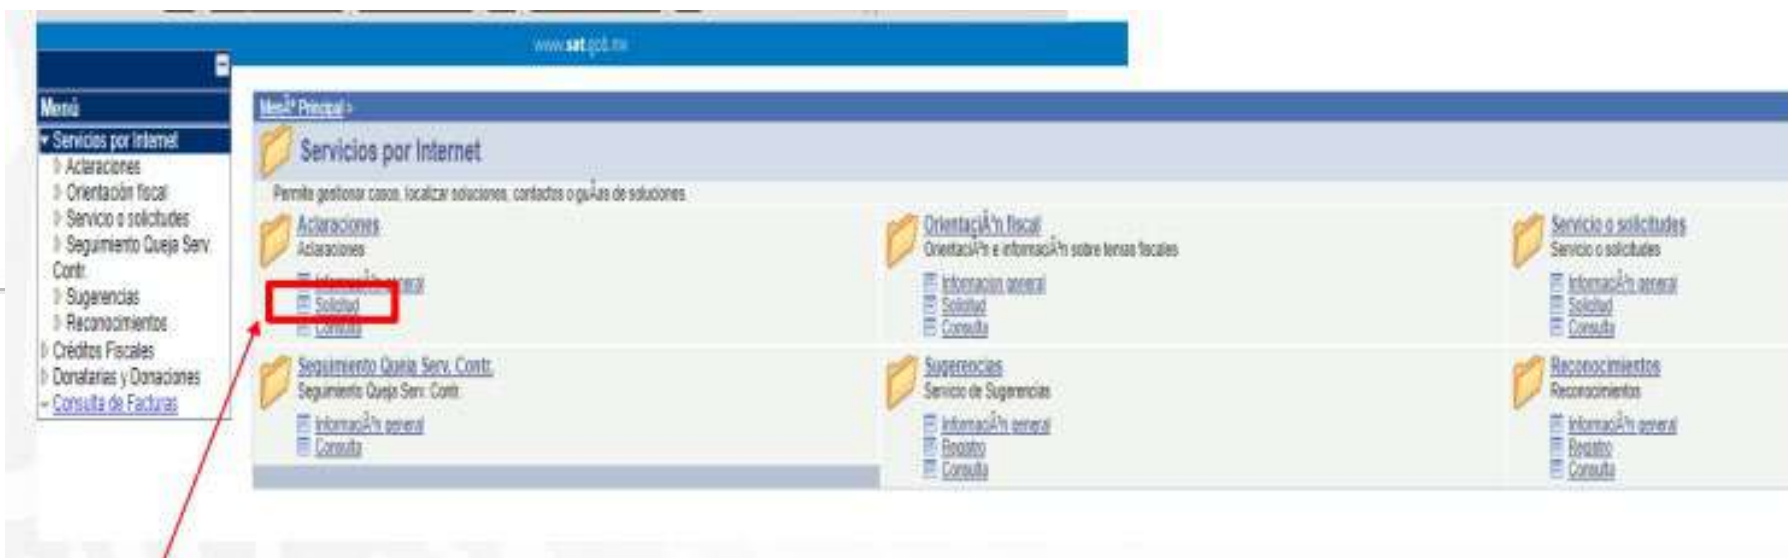 www.sat.gob.mx
Menú
Servicios por Internet
Aclaraciones
Orientación fiscal
Servicio o solicitudes
Seguimiento Queja Serv.
Contr.
Sugerencias
Reconocimientos
Créditos Fiscales
Donatarias y Donaciones
Consulta de Facturas
MenÃº Principal >
Servicios por Internet
Permite gestionar casos, localizar soluciones, contactos o guÃ­as de soluciones.
Aclaraciones
Aclaraciones
InformaciÃ³n general
Solicitud
Consulta
OrientaciÃ³n fiscal
OrientaciÃ³n e informaciÃ³n sobre temas fiscales
Informacion general
Solicitud
Consulta
Servicio o solicitudes
Servicio o solicitudes
InformaciÃ³n general
Solicitud
Consulta
Seguimiento Queja Serv. Contr.
Seguimiento Queja Serv. Contr.
InformaciÃ³n general
Consulta
Sugerencias
Servicio de Sugerencias
InformaciÃ³n general
Registro
Consulta
Reconocimientos
Reconocimientos
InformaciÃ³n general
Registro
Consulta